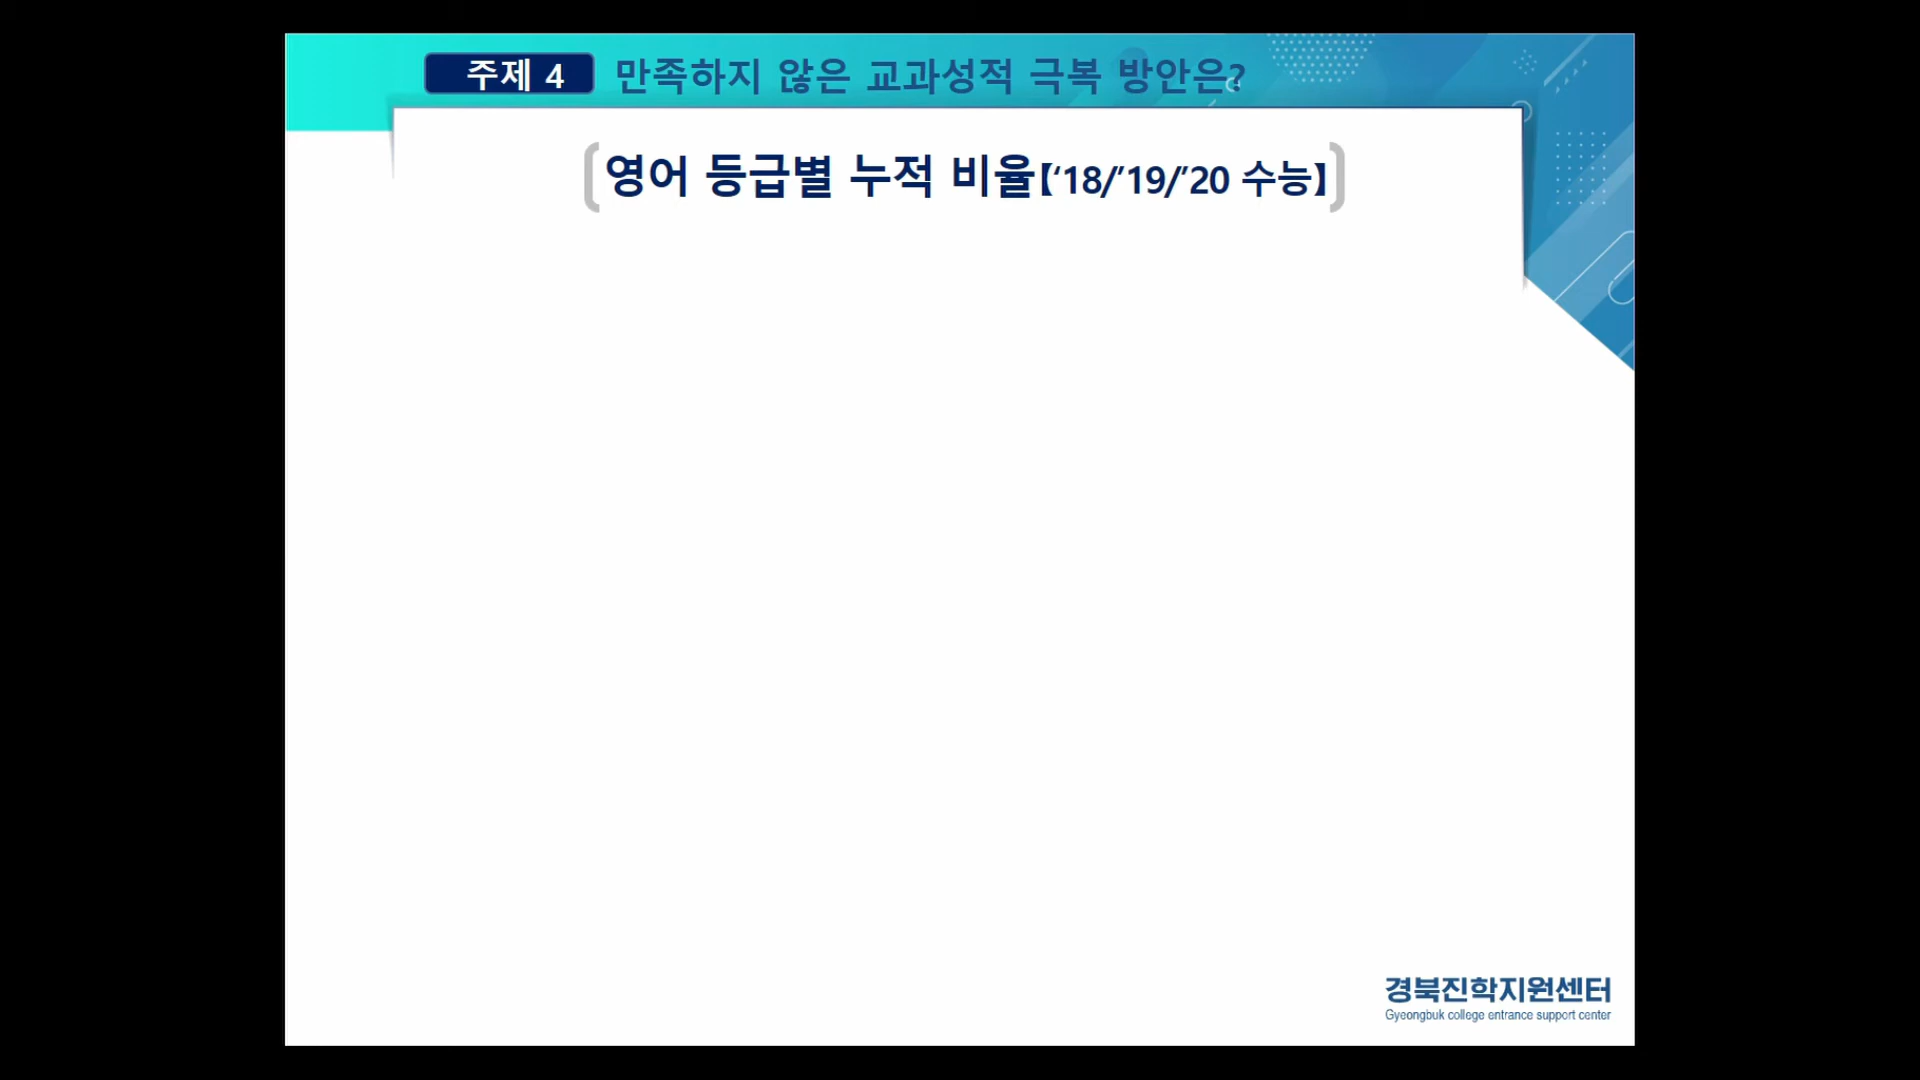 주제 4 만족하지 않은 교과성적 극복 방안은?
영어 등급별 누적 비율【‘18/’19/’20 수능】
경북진학지원센터
Gyeongbuk college entrance support center